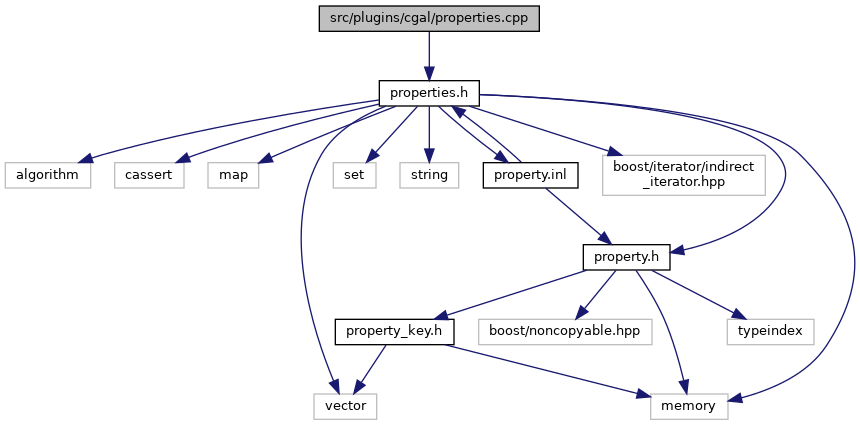 src/plugins/cgal/properties.cpp
properties.h
algorithm
cassert
map
set
string
property.inl
boost/iterator/indirect
_iterator.hpp
property.h
property_key.h
boost/noncopyable.hpp
typeindex
vector
memory